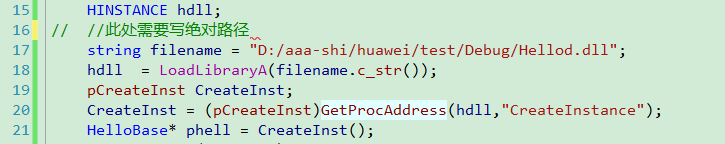 15 HINSTANCE hdll;
16 // //此处需要写绝对路径
17 string filename = "D:/aaa-shi/huawei/test/Debug/Hellod.dll";
18 hdll  = LoadLibraryA(filename.c_str());
19 pCreateInst CreateInst;
20 CreateInst = (pCreateInst)GetProcAddress(hdll,"CreateInstance");
21 HelloBase* phell = CreateInst();